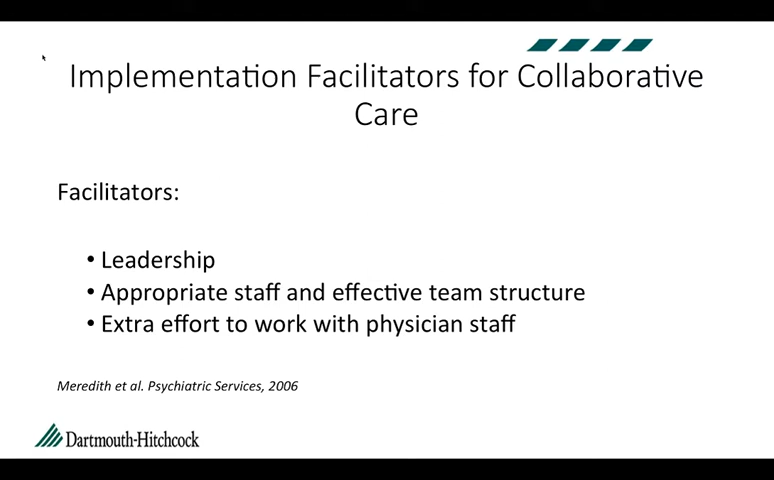 Implementation Facilitators for Collaborative
Care
Facilitators:
• Leadership
• Appropriate staff and effective team structure
• Extra effort to work with physician staff
Meredith et al. Psychiatric Services, 2006
Dartmouth-Hitchcock